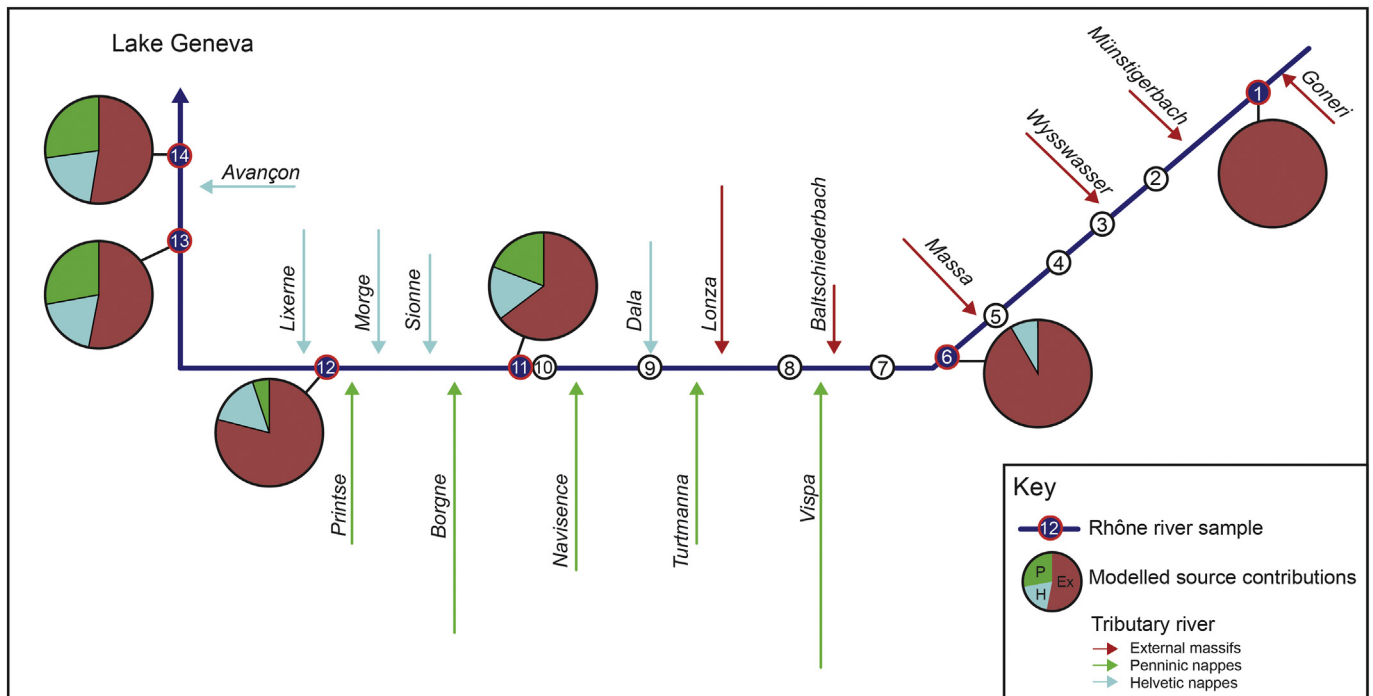 Lake Geneva
Goneri
Münstigerbach
Wysswasser
Massa
Baltschiederbach
Lonza
Dala
Sionne
Morge
Lixerne
Avançon
Vispa
Turtmanna
Navisence
Borgne
Printse
1
2
3
4
5
6
7
8
9
10
11
12
13
14
Key
12
Rhône river sample
P
Ex
H
Modelled source contributions
Tributary river
External massifs
Penninic nappes
Helvetic nappes